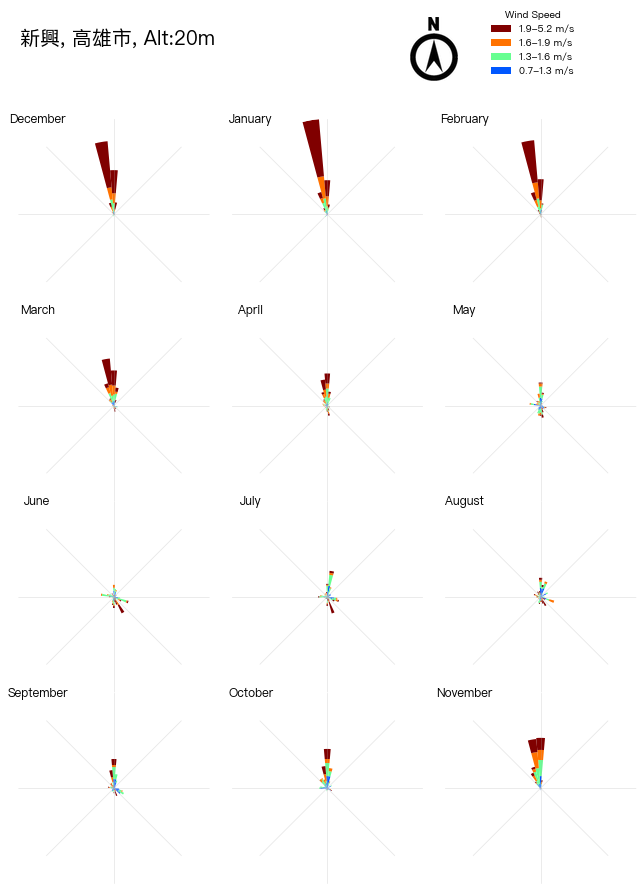 新興, 高雄市, Alt:20m
N
Wind Speed
1.9–5.2 m/s
1.6–1.9 m/s
1.3–1.6 m/s
0.7–1.3 m/s
December
January
February
March
April
May
June
July
August
September
October
November